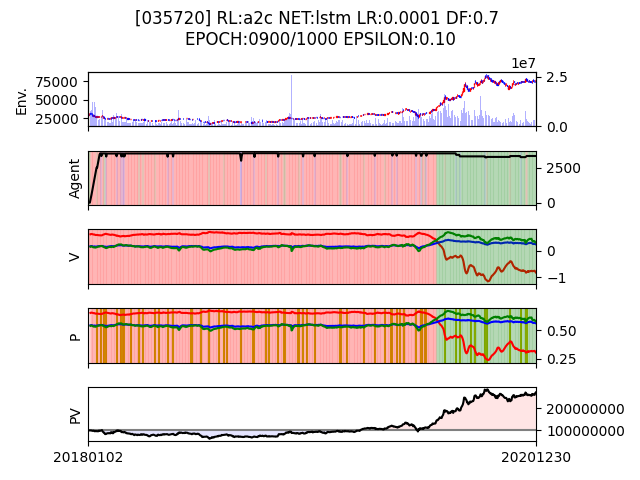 [035720] RL:a2c NET:lstm LR:0.0001 DF:0.7
EPOCH:0900/1000 EPSILON:0.10
1e7
Env.
75000
50000
25000
2.5
0.0
Agent
2500
0
V
0
−1
P
0.50
0.25
PV
200000000
100000000
20180102
20201230